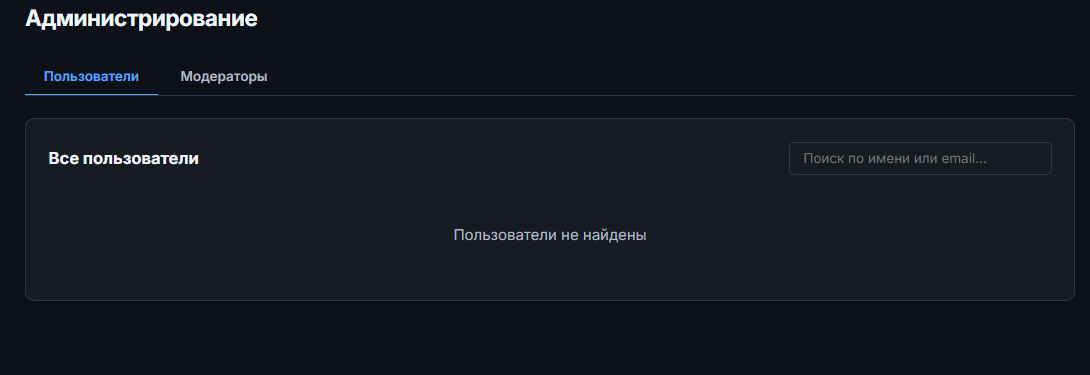 Администрирование
Пользователи Модераторы
Все пользователи Поиск по имени или email...
Пользователи не найдены